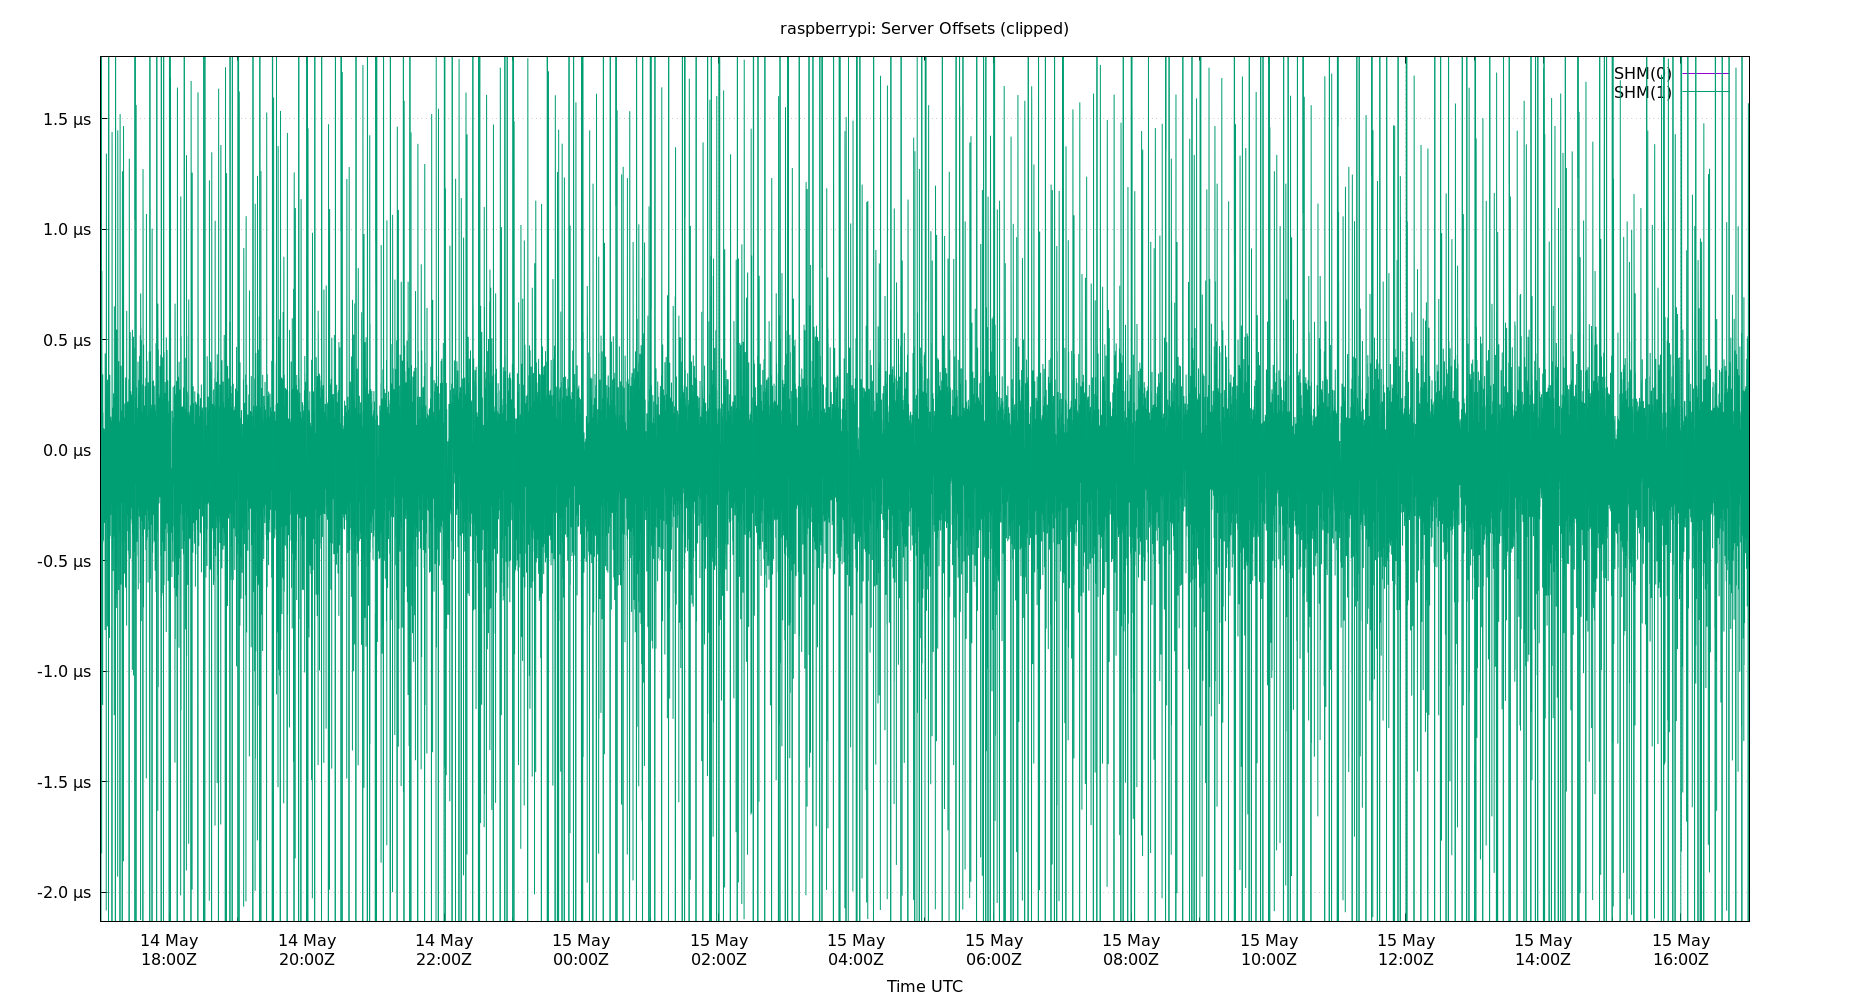 raspberrypi: Server Offsets (clipped)
SHM(0)
SHM(1)
1.5 µs
1.0 µs
0.5 µs
0.0 µs
-0.5 µs
-1.0 µs
-1.5 µs
-2.0 µs
14 May 14 May 14 May 15 May 15 May 15 May 15 May 15 May 15 May 15 May 15 May 15 May
18:00Z 20:00Z 22:00Z 00:00Z 02:00Z 04:00Z 06:00Z 08:00Z 10:00Z 12:00Z 14:00Z 16:00Z
Time UTC